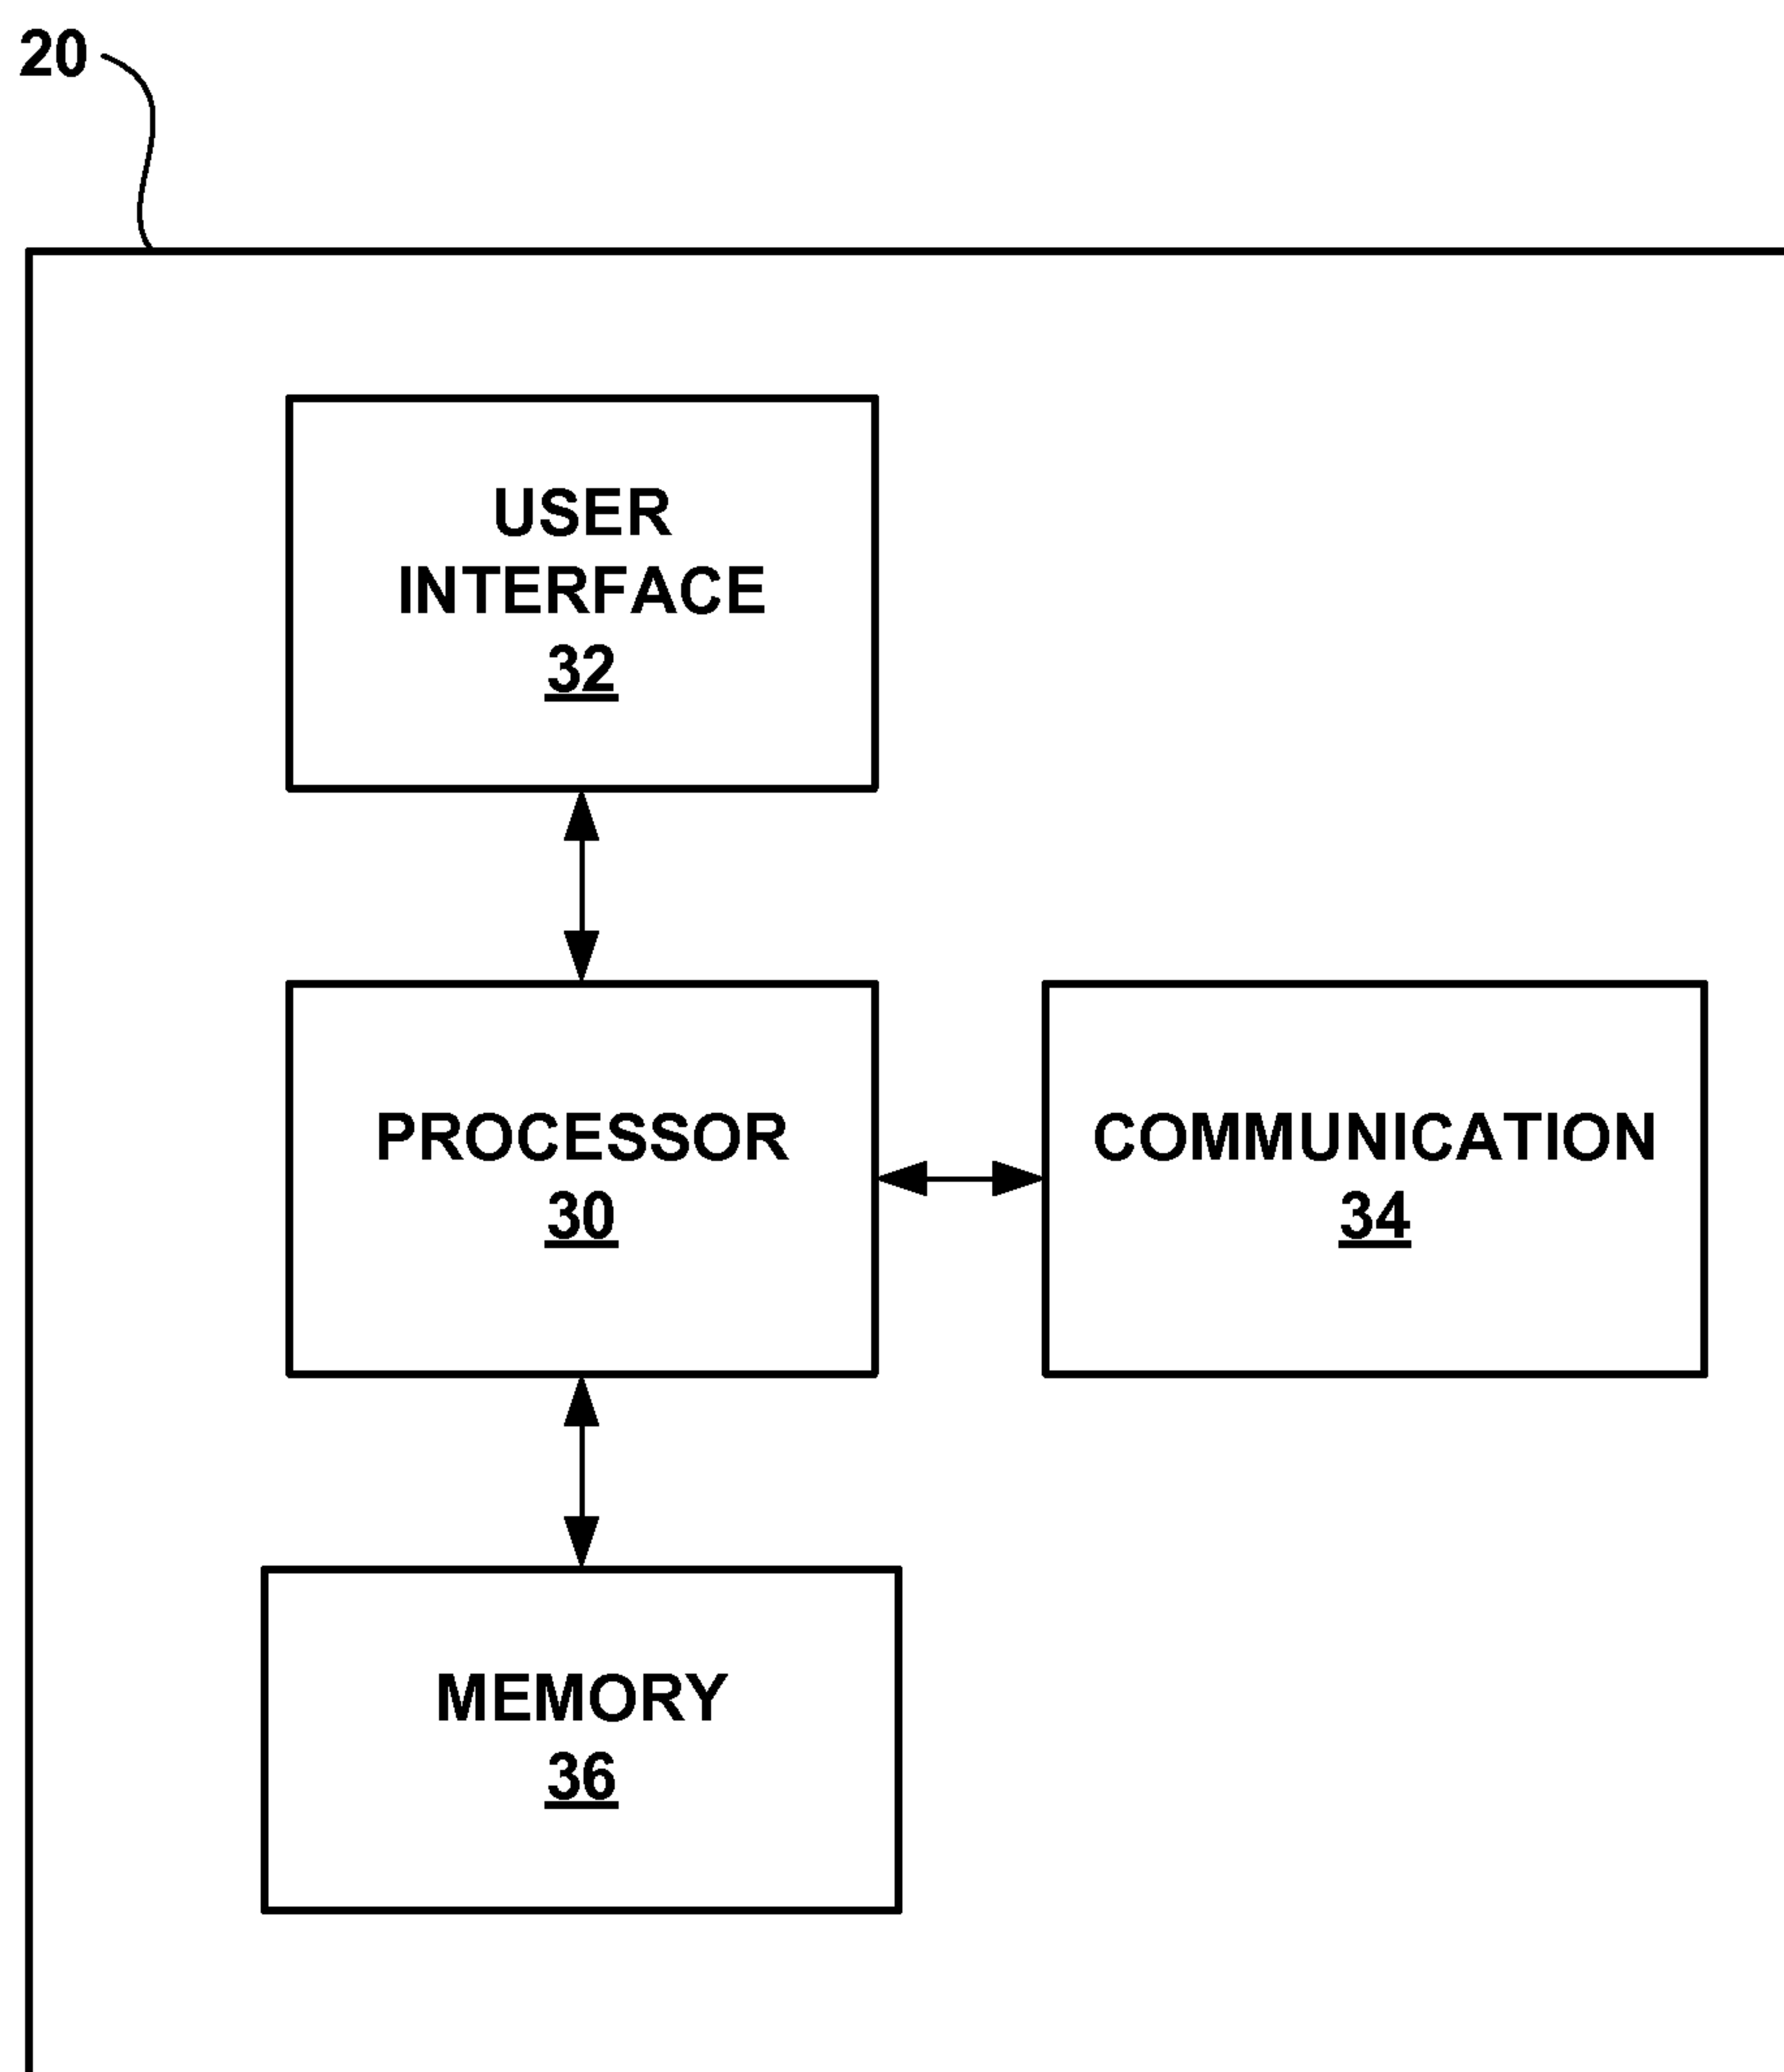 20
USER
INTERFACE
32
PROCESSOR
30
COMMUNICATION
34
MEMORY
36